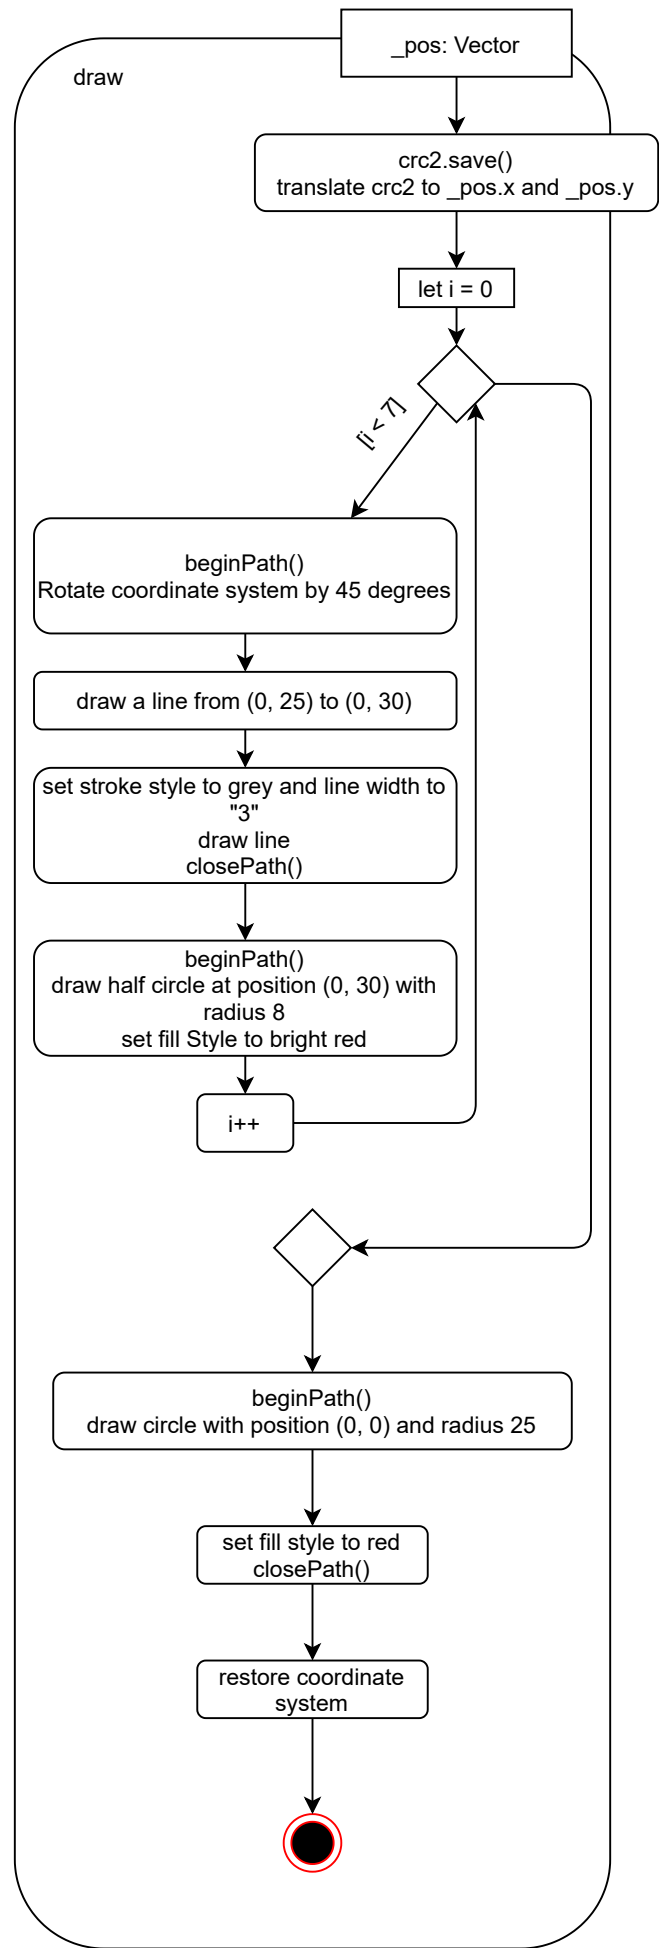 _pos: Vector
draw
crc2.save()
translate crc2 to _pos.x and _pos.y
let i = 0
[i < 7]
beginPath()
Rotate coordinate system by 45 degrees
draw a line from (0, 25) to (0, 30)
set stroke style to grey and line width to
"3"
draw line
closePath()
beginPath()
draw half circle at position (0, 30) with
radius 8
set fill Style to bright red
i++
beginPath()
draw circle with position (0, 0) and radius 25
set fill style to red
closePath()
restore coordinate
system